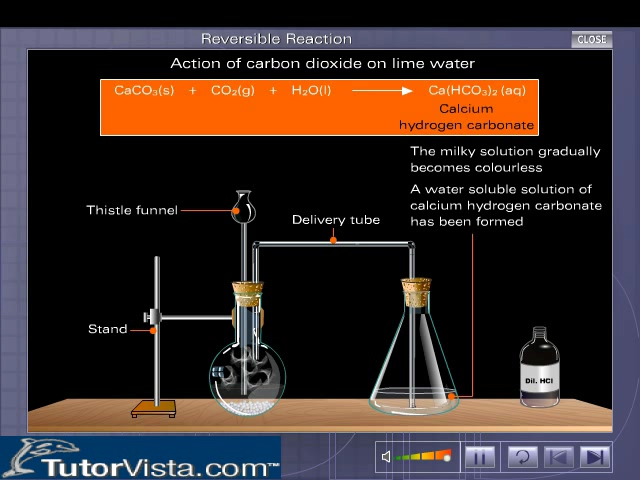 Reversible Reaction
CLOSE
Action of carbon dioxide on lime water
CaCO₃(s) + CO₂(g) + H₂O(l) ⟶ Ca(HCO₃)₂ (aq)
Calcium
hydrogen carbonate
The milky solution gradually
becomes colourless
A water soluble solution of
calcium hydrogen carbonate
has been formed
Thistle funnel
Delivery tube
Stand
Dil. HCl
TutorVista.com™